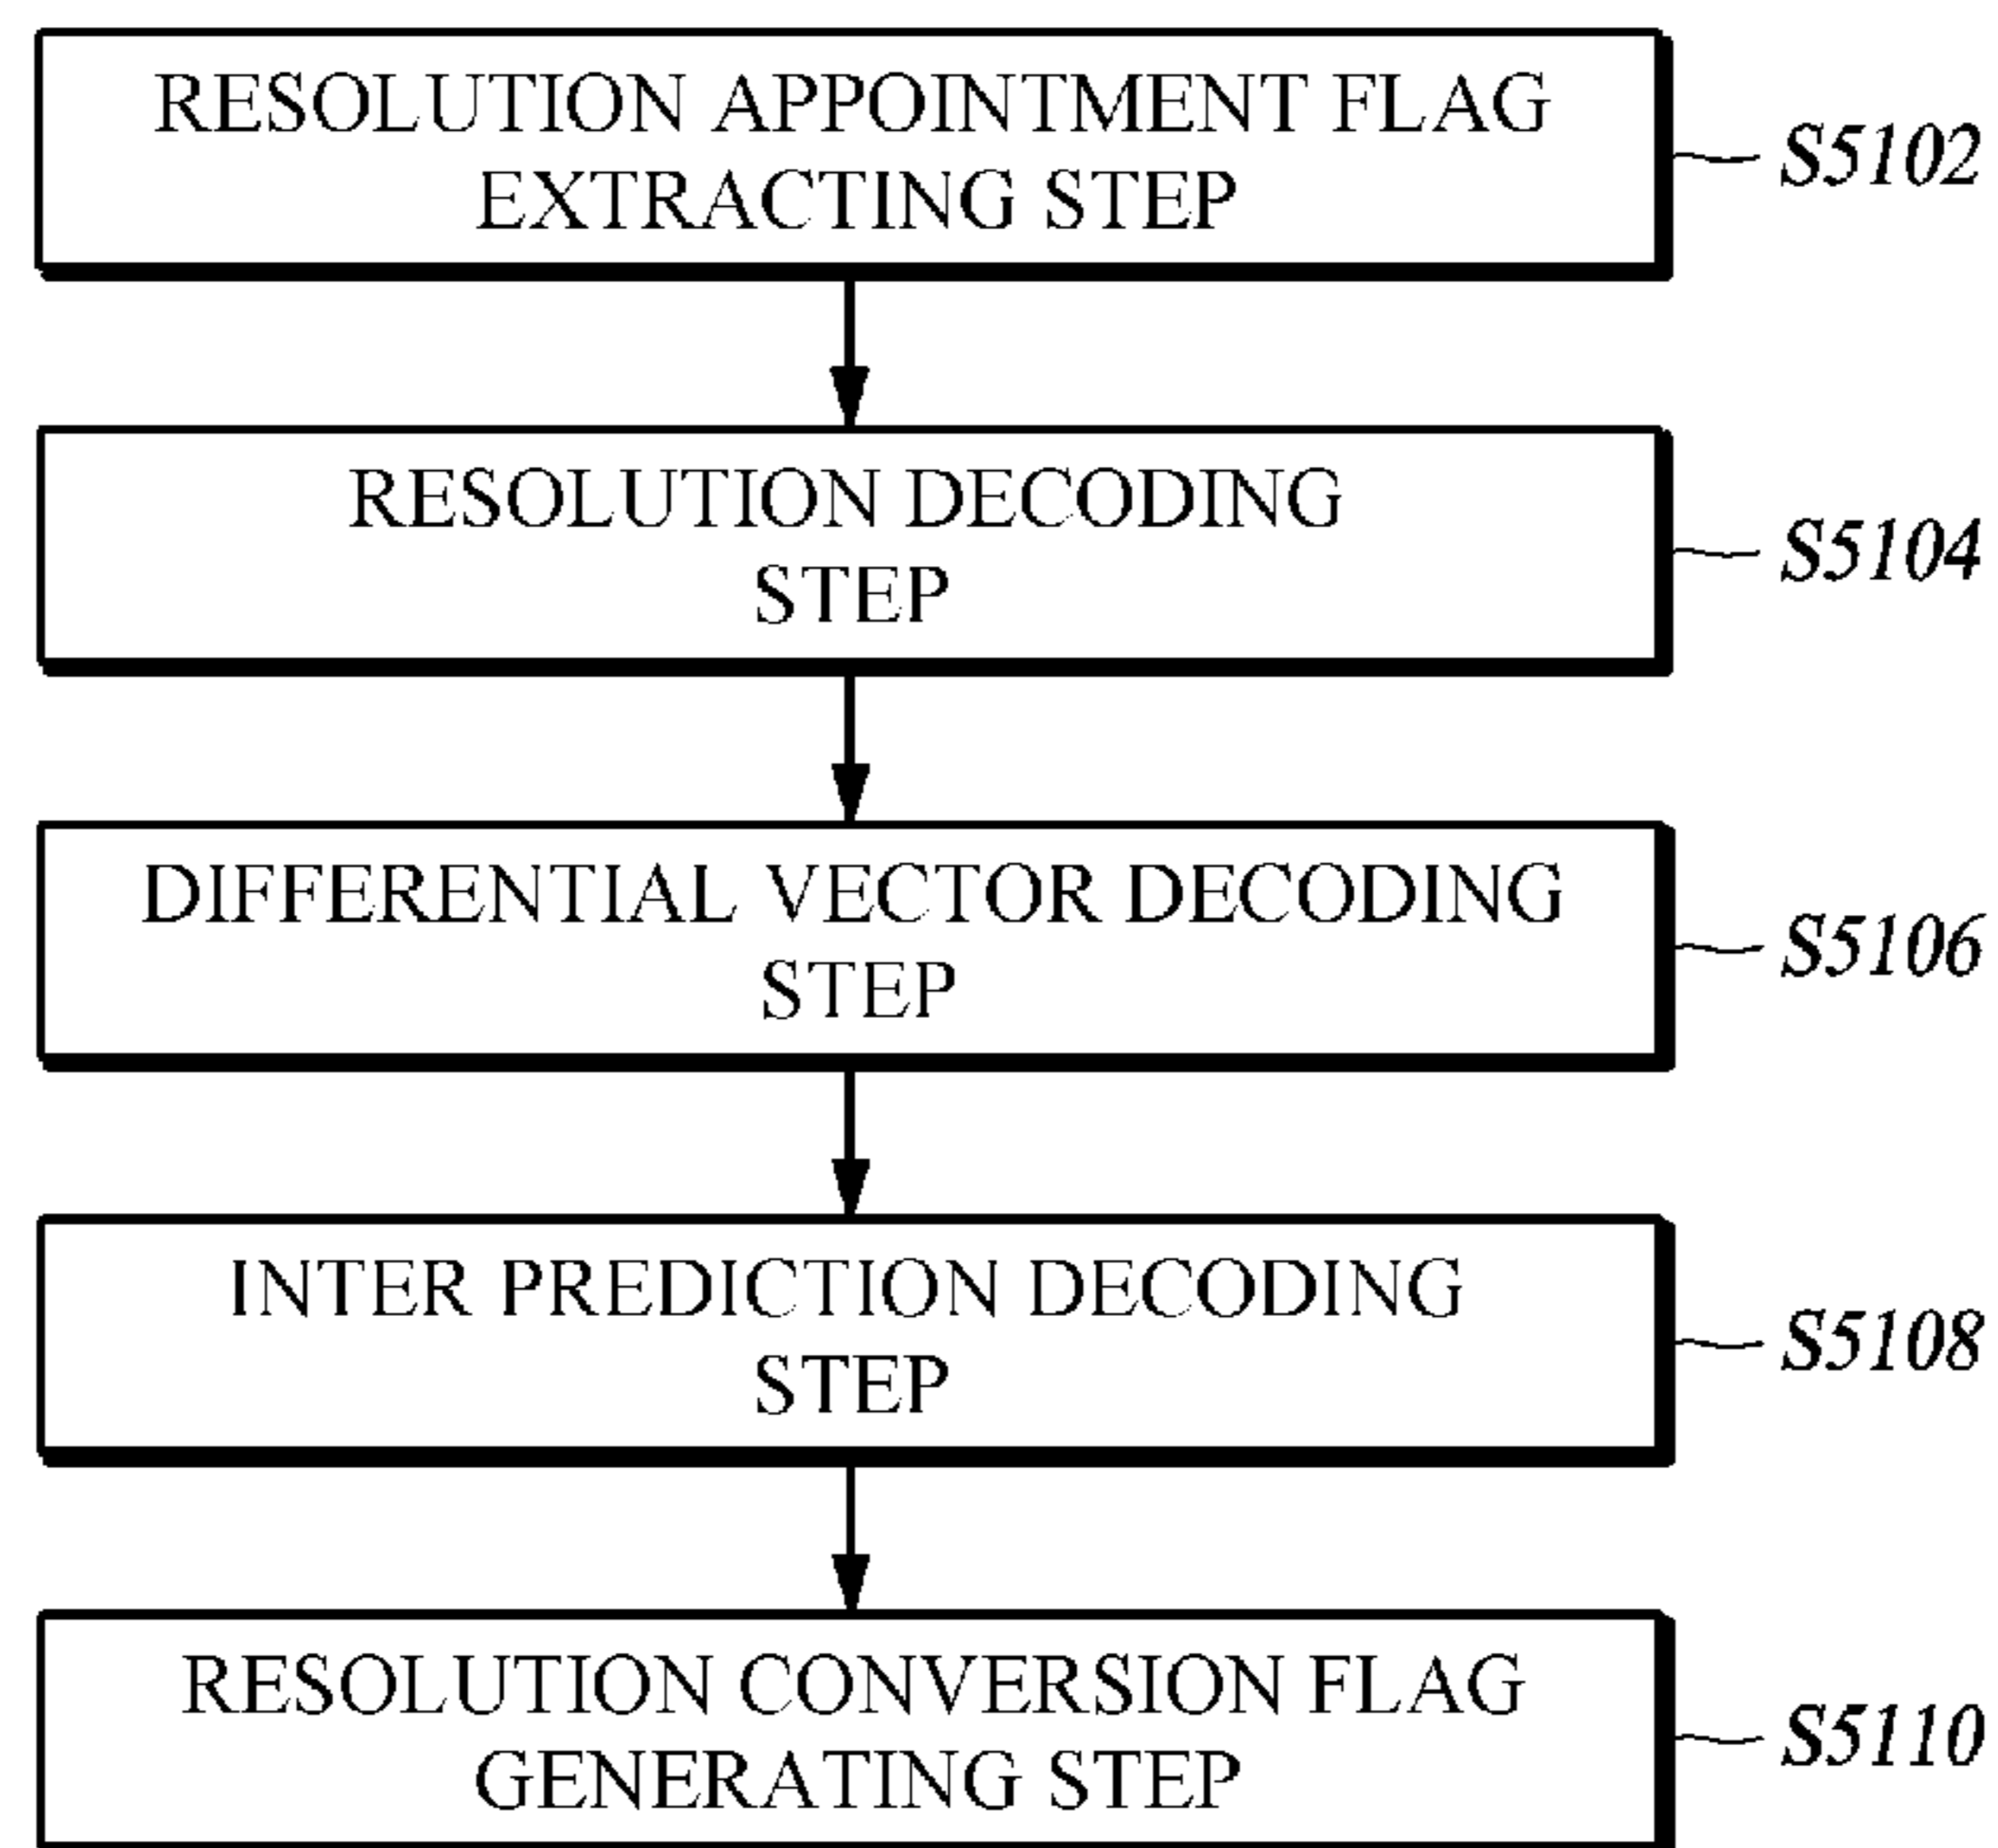 RESOLUTION APPOINTMENT FLAG
EXTRACTING STEP
S5102
RESOLUTION DECODING
STEP
S5104
DIFFERENTIAL VECTOR DECODING
STEP
S5106
INTER PREDICTION DECODING
STEP
S5108
RESOLUTION CONVERSION FLAG
GENERATING STEP
S5110